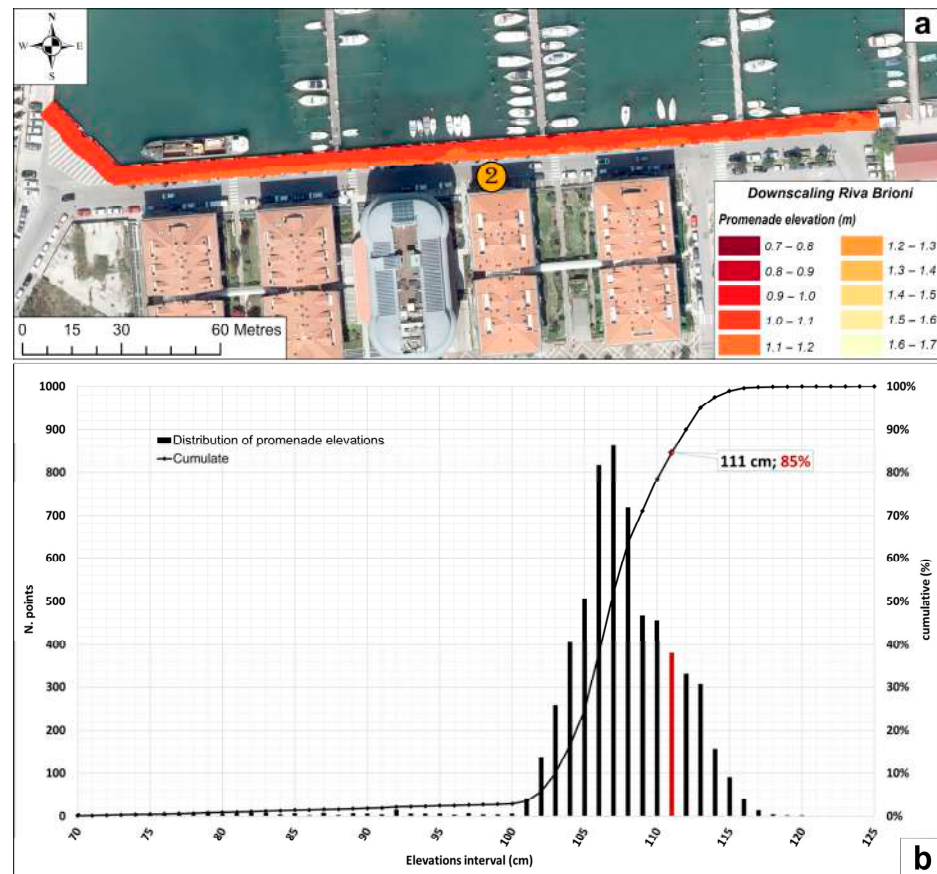 a
N
W E
S
2
Downscaling Riva Brioni
Promenade elevation (m)
0.7 – 0.8 1.2 – 1.3
0.8 – 0.9 1.3 – 1.4
0.9 – 1.0 1.4 – 1.5
1.0 – 1.1 1.5 – 1.6
1.1 – 1.2 1.6 – 1.7
0 15 30 60 Metres
1000 100%
900 90%
800 80%
700 70%
600 60%
500 50%
400 40%
300 30%
200 20%
100 10%
0 0%
Distribution of promenade elevations
Cumulate
111 cm; 85%
N. points
cumulative (%)
70 75 80 85 90 95 100 105 110 115 120 125
Elevations interval (cm)
b